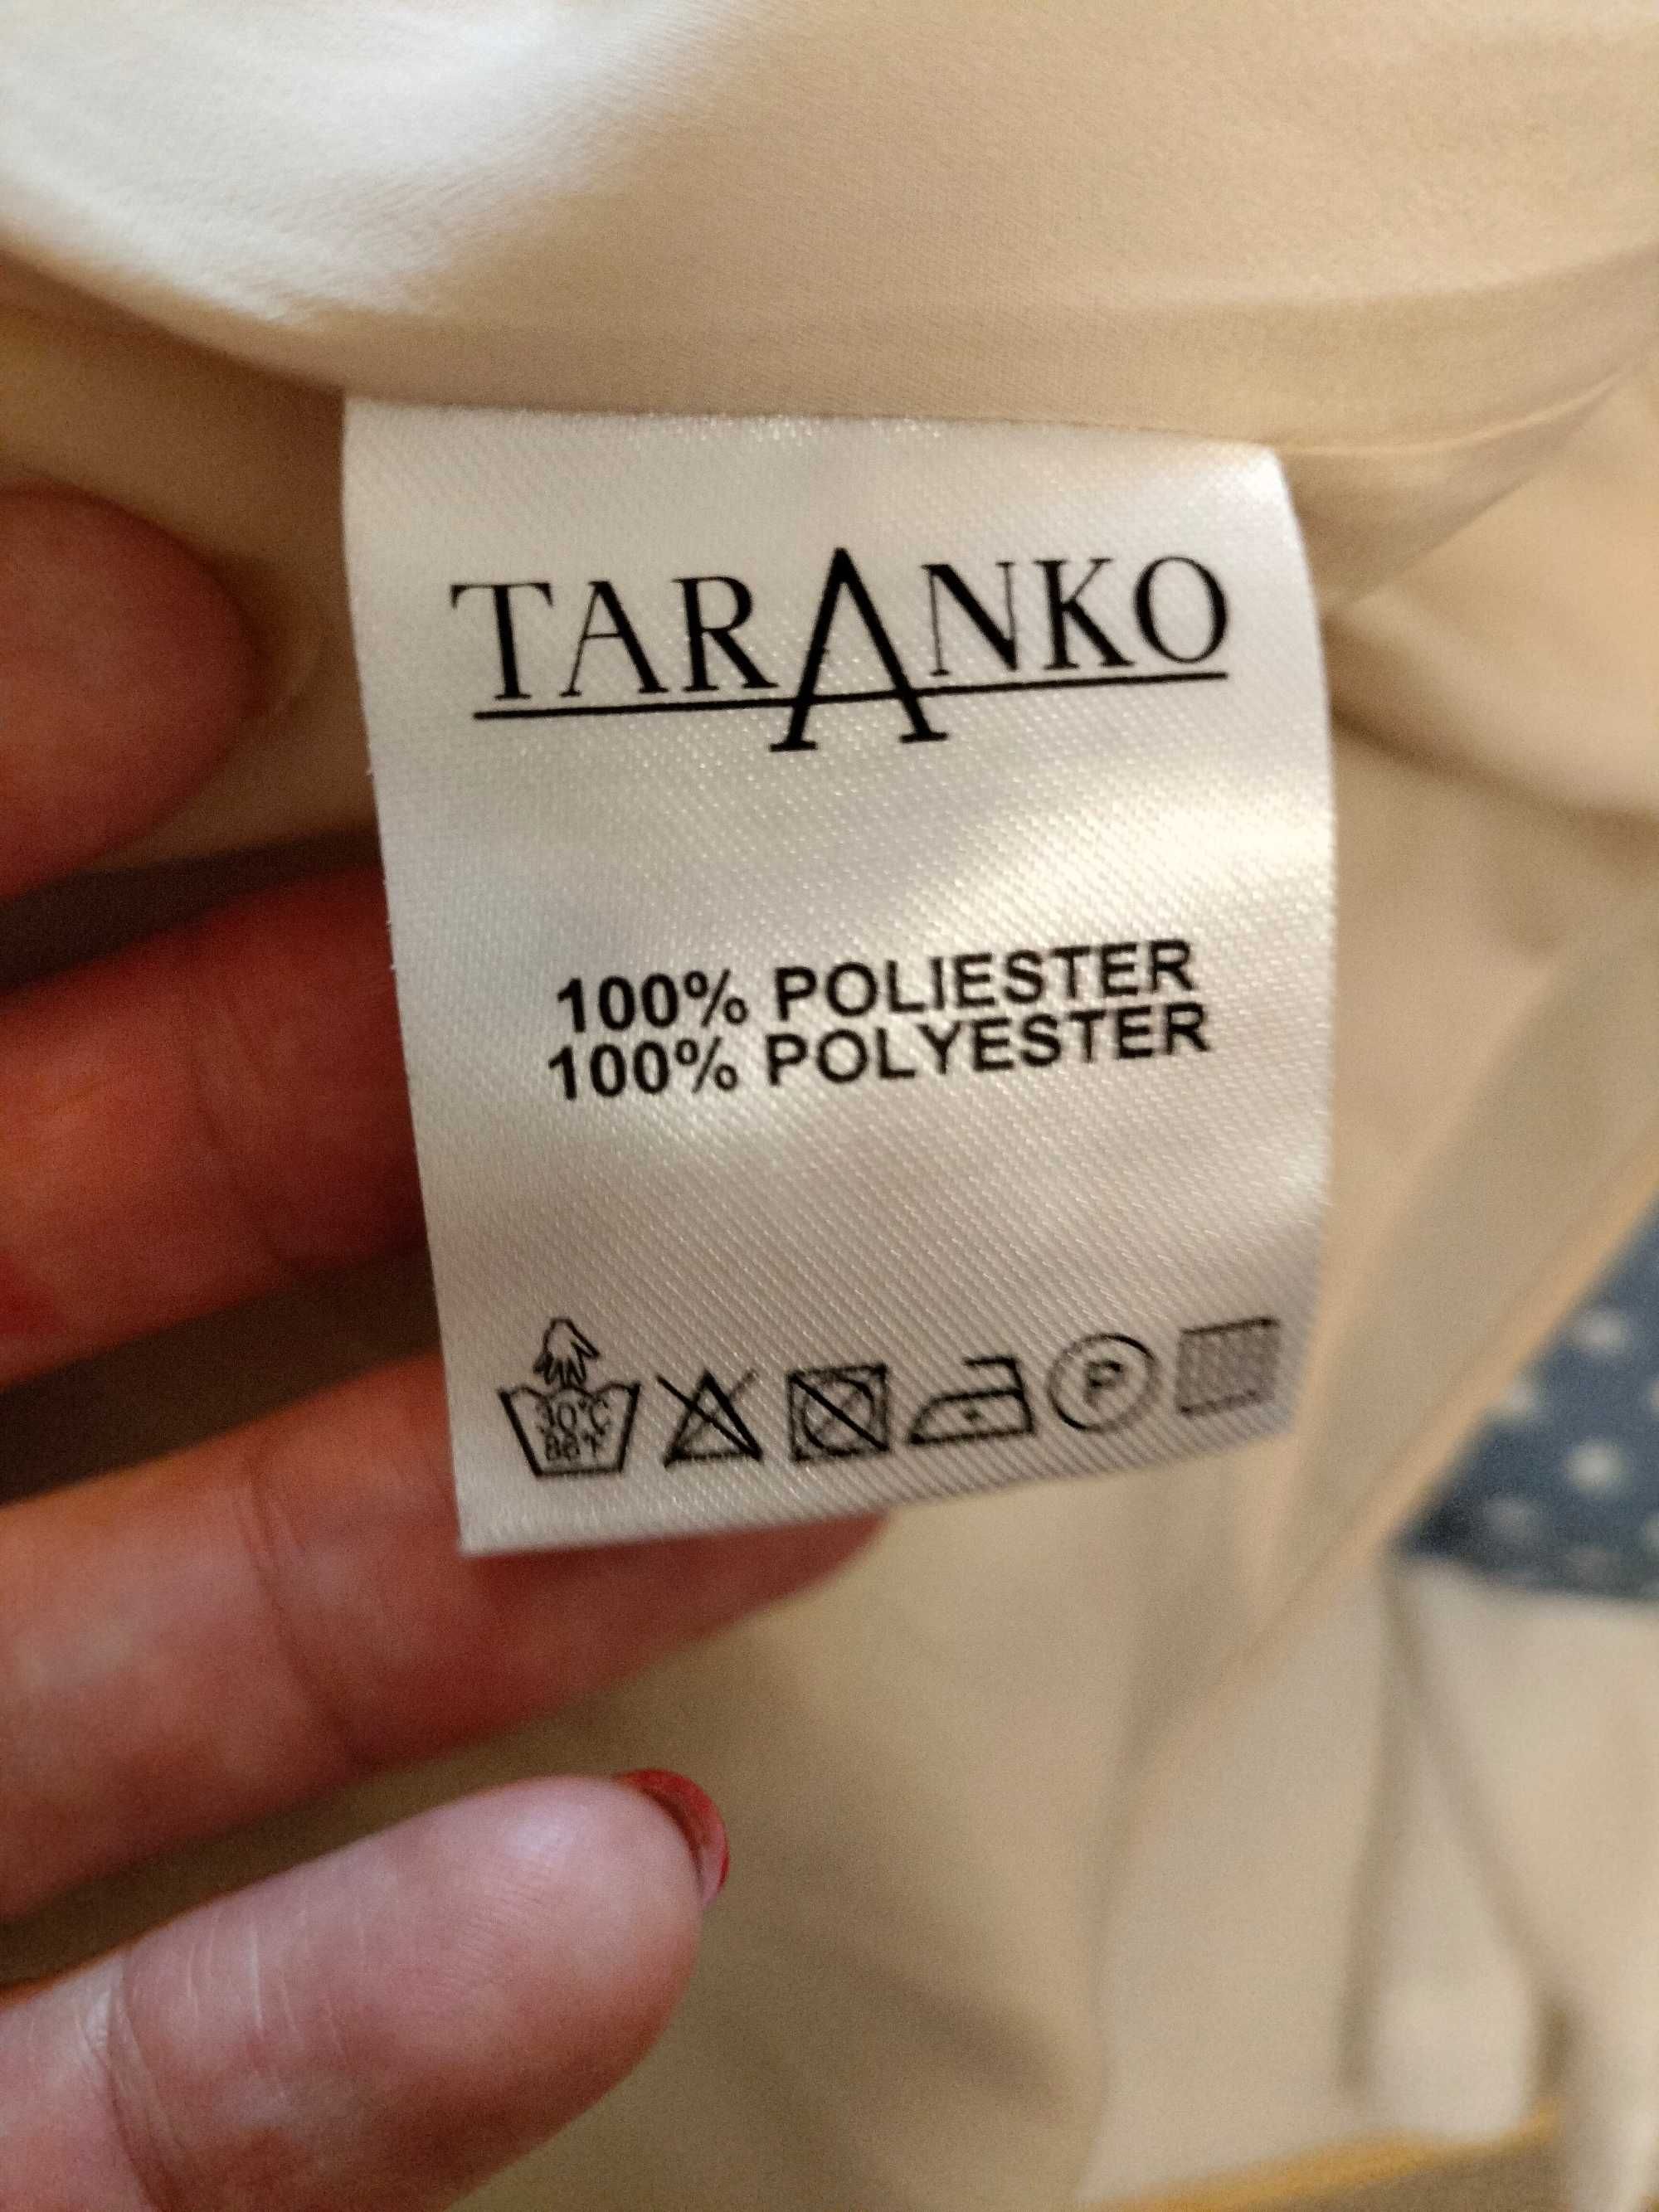 TARANKO
100% POLIESTER
100% POLYESTER
30°C
86°F
P